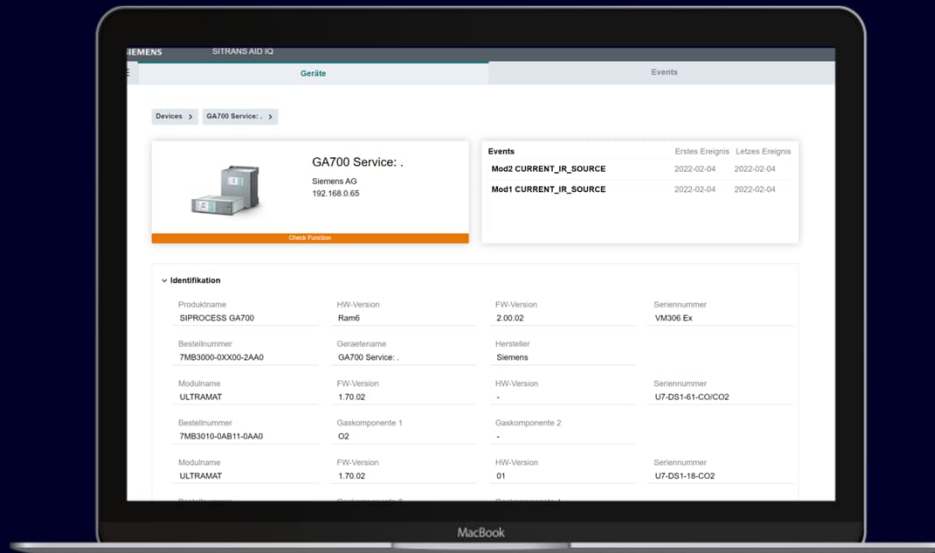 SIEMENS SITRANS AID IQ
Geräte Events
Devices GA700 Service: .
GA700 Service: .
Siemens AG
192.168.0.65
Check Function
Events Erstes Ereignis Letzes Ereignis
Mod2 CURRENT_IR_SOURCE 2022-02-04 2022-02-04
Mod1 CURRENT_IR_SOURCE 2022-02-04 2022-02-04
Identifikation
Produktname HW-Version FW-Version Seriennummer
SIPROCESS GA700 Ram6 2.00.02 VM306 Ex
Bestellnummer Geraetename Hersteller
7MB3000-0XX00-2AA0 GA700 Service: . Siemens
Modulname FW-Version HW-Version Seriennummer
ULTRAMAT 1.70.02 - U7-DS1-61-CO/CO2
Bestellnummer Gaskomponente 1 Gaskomponente 2
7MB3010-0AB11-0AA0 O2 -
Modulname FW-Version HW-Version Seriennummer
ULTRAMAT 1.70.02 01 U7-DS1-18-CO2
MacBook